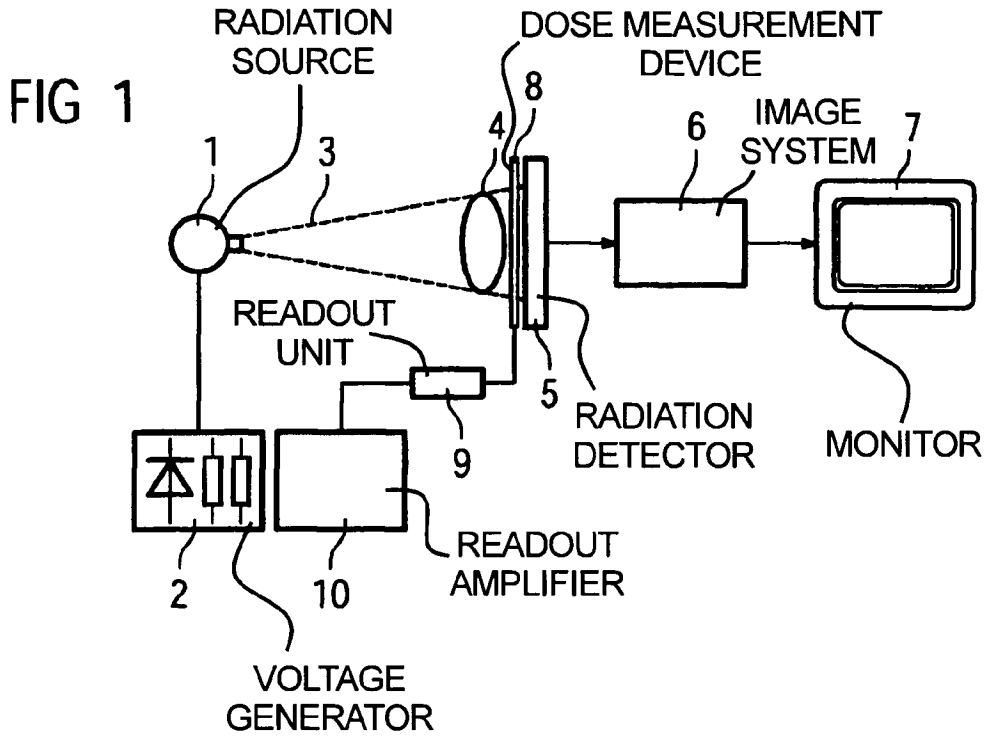 FIG 1
RADIATION
SOURCE
DOSE MEASUREMENT
DEVICE
IMAGE
SYSTEM
1
3
4
8
6
7
READOUT
UNIT
5
9
RADIATION
DETECTOR
MONITOR
2
10
READOUT
AMPLIFIER
VOLTAGE
GENERATOR